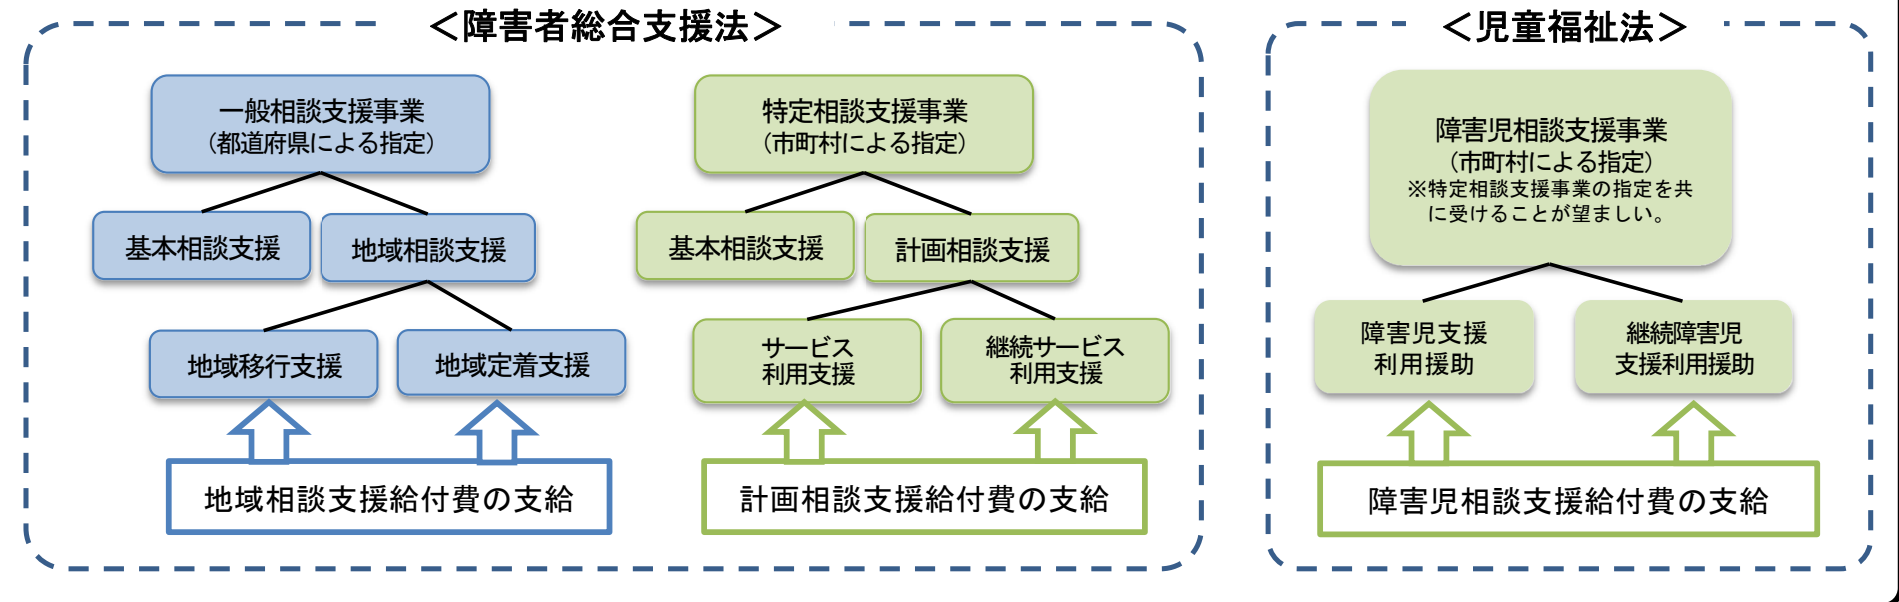 ＜障害者総合支援法＞
一般相談支援事業
（都道府県による指定）
基本相談支援
地域相談支援
地域移行支援
地域定着支援
地域相談支援給付費の支給
特定相談支援事業
（市町村による指定）
基本相談支援
計画相談支援
サービス
利用支援
継続サービス
利用支援
計画相談支援給付費の支給
＜児童福祉法＞
障害児相談支援事業
（市町村による指定）
※特定相談支援事業の指定を共
に受けることが望ましい。
障害児支援
利用援助
継続障害児
支援利用援助
障害児相談支援給付費の支給